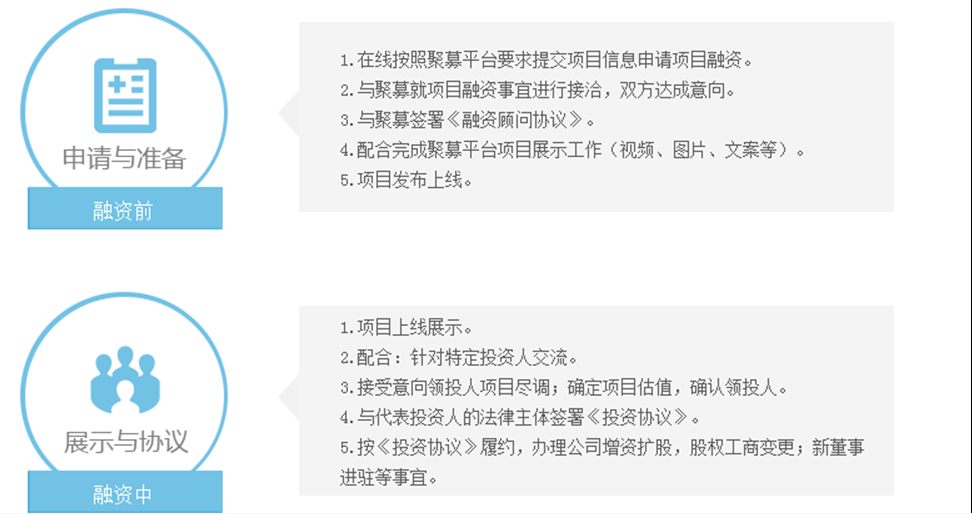 申请与准备
融资前
1.在线按照聚募平台要求提交项目信息申请项目融资。
2.与聚募就项目融资事宜进行接洽，双方达成意向。
3.与聚募签署《融资顾问协议》。
4.配合完成聚募平台项目展示工作（视频、图片、文案等）。
5.项目发布上线。
展示与协议
融资中
1.项目上线展示。
2.配合：针对特定投资人交流。
3.接受意向领投人项目尽调；确定项目估值，确认领投人。
4.与代表投资人的法律主体签署《投资协议》。
5.按《投资协议》履约，办理公司增资扩股，股权工商变更；新董事
进驻等事宜。